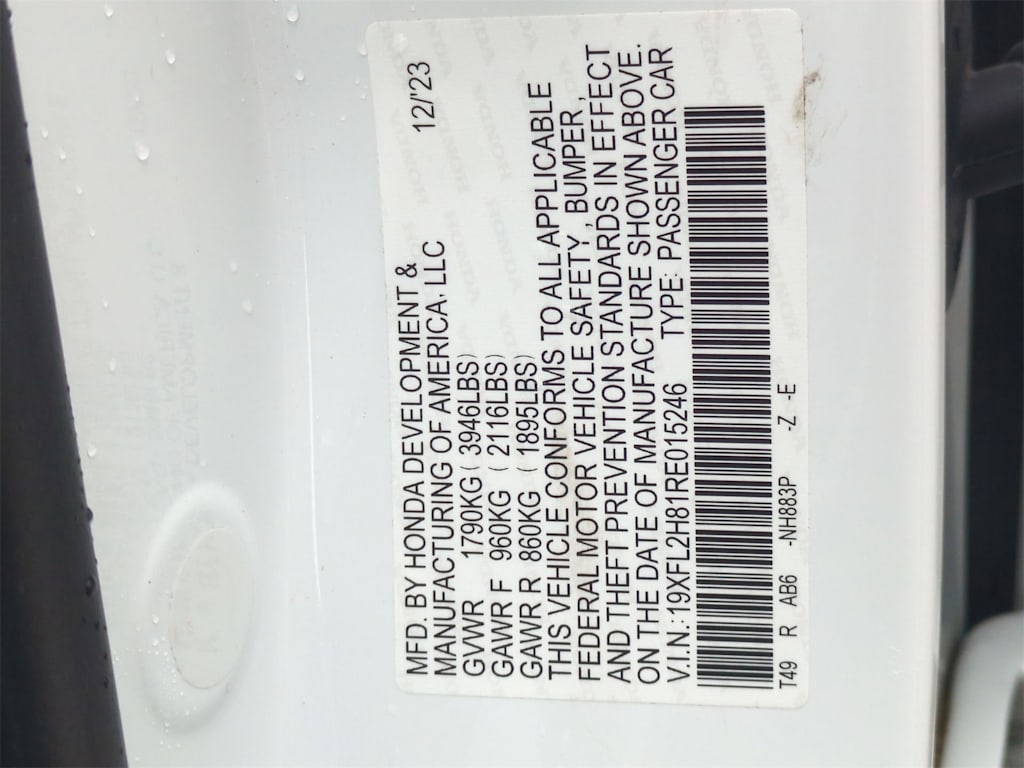 MFD. BY HONDA DEVELOPMENT &
MANUFACTURING OF AMERICA, LLC 12/'23
GVWR 1790KG (3946LBS)
GAWR F 960KG (2116LBS)
GAWR R 860KG (1895LBS)
THIS VEHICLE CONFORMS TO ALL APPLICABLE
FEDERAL MOTOR VEHICLE SAFETY, BUMPER,
AND THEFT PREVENTION STANDARDS IN EFFECT
ON THE DATE OF MANUFACTURE SHOWN ABOVE.
V.I.N.:19XFL2H81RE015246 TYPE: PASSENGER CAR
T49 R AB6 -NH883P -Z -E